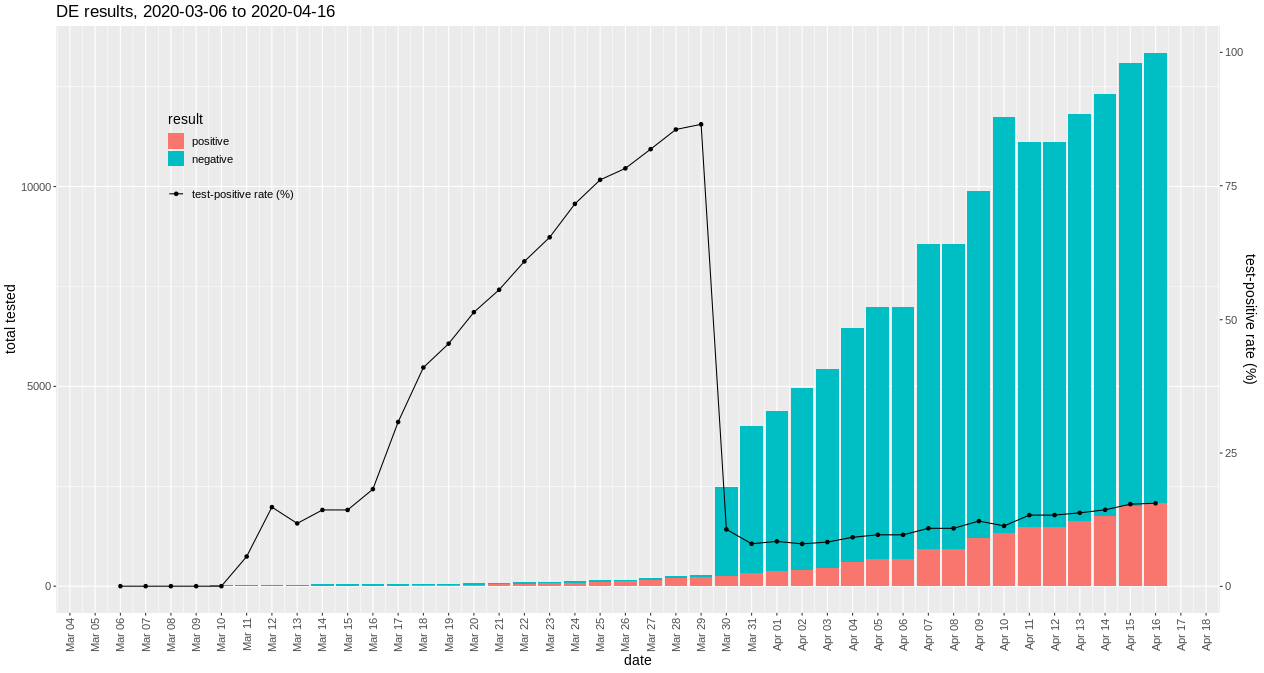 DE results, 2020-03-06 to 2020-04-16
result
positive
negative
test-positive rate (%)
total tested
10000
5000
0
100
75
50
25
0
test-positive rate (%)
Mar 04
Mar 05
Mar 06
Mar 07
Mar 08
Mar 09
Mar 10
Mar 11
Mar 12
Mar 13
Mar 14
Mar 15
Mar 16
Mar 17
Mar 18
Mar 19
Mar 20
Mar 21
Mar 22
Mar 23
Mar 24
Mar 25
Mar 26
Mar 27
Mar 28
Mar 29
Mar 30
Mar 31
Apr 01
Apr 02
Apr 03
Apr 04
Apr 05
Apr 06
Apr 07
Apr 08
Apr 09
Apr 10
Apr 11
Apr 12
Apr 13
Apr 14
Apr 15
Apr 16
Apr 17
Apr 18
date